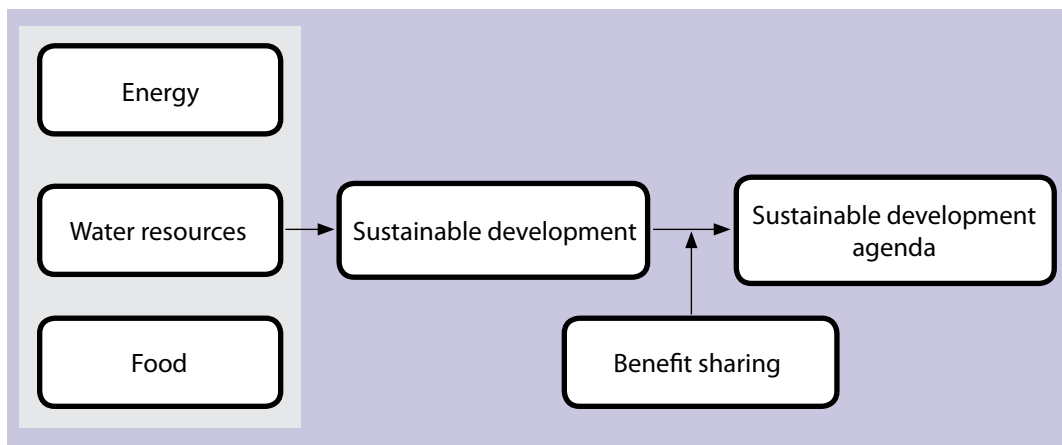 Energy
Water resources
Food
Sustainable development
Sustainable development
agenda
Benefit sharing